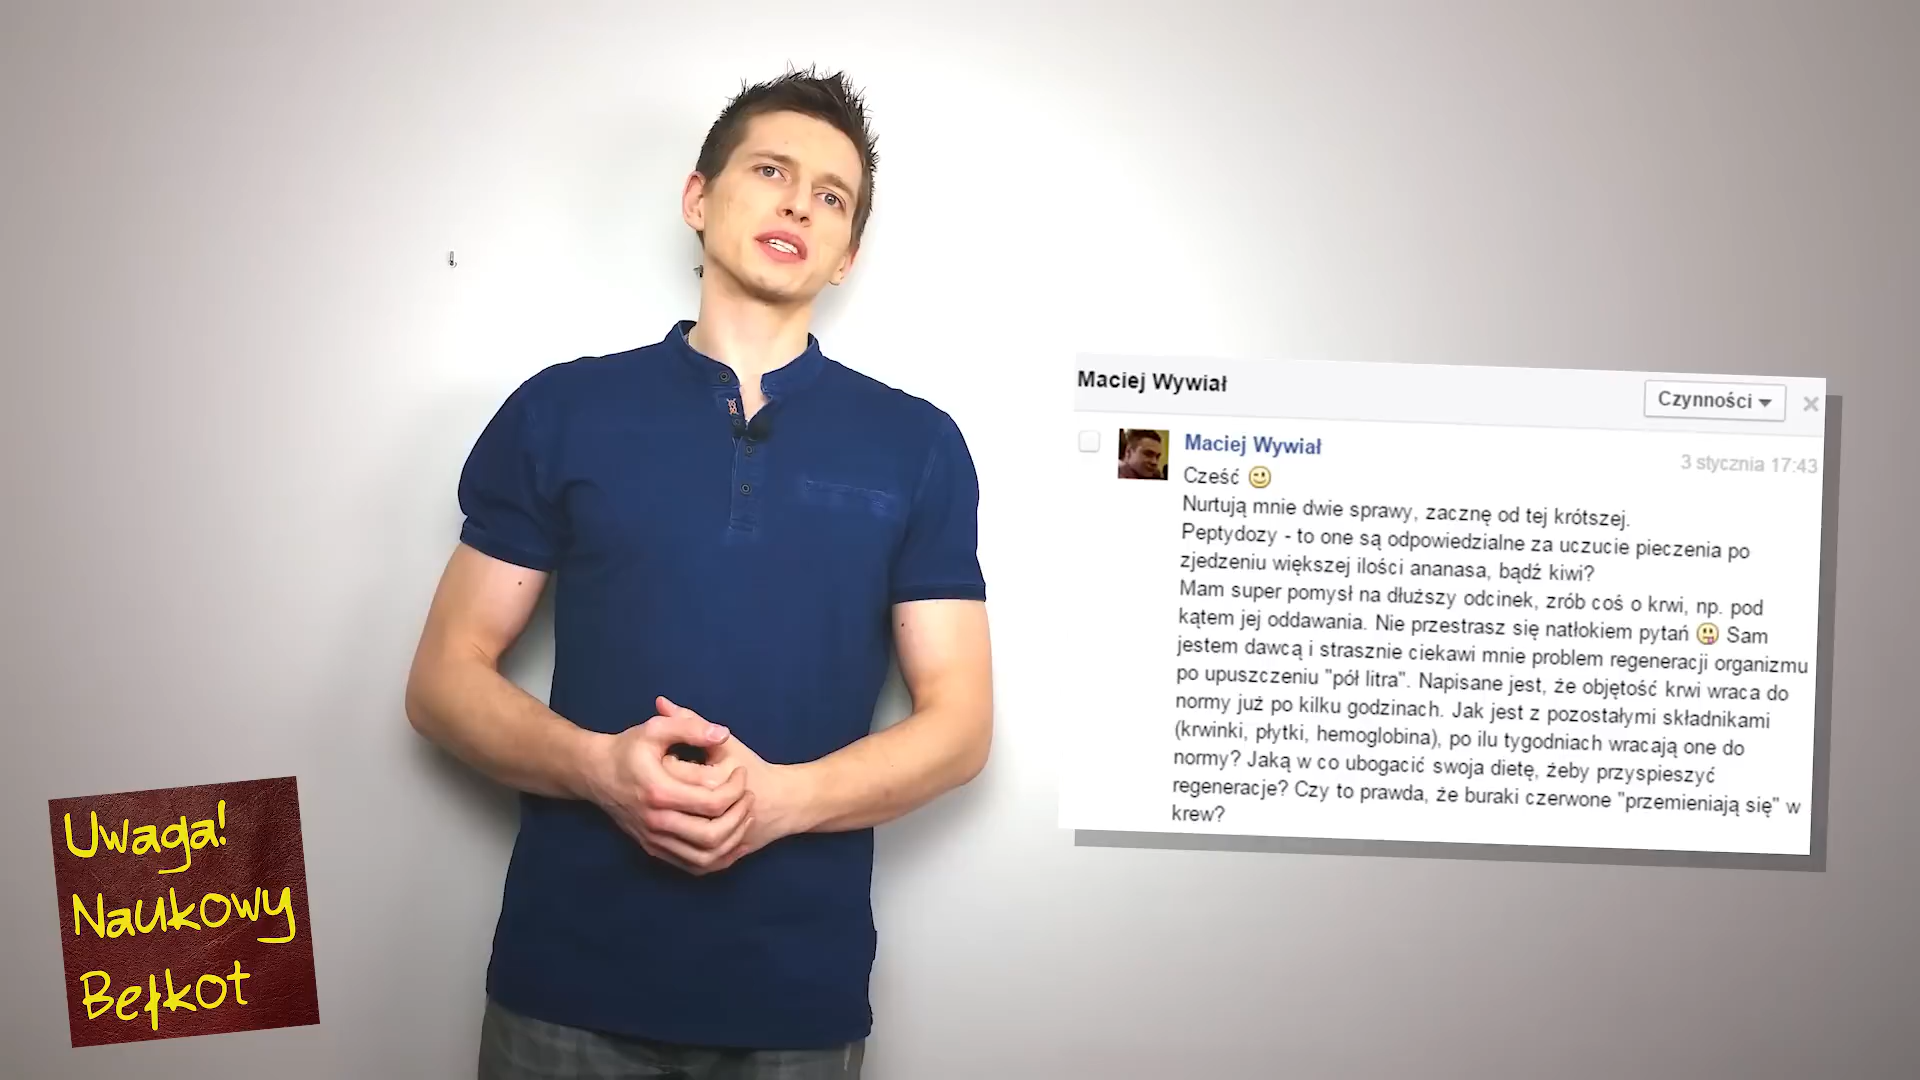 Maciej Wywiał
Czynności
Maciej Wywiał
3 stycznia 17:43
Cześć
Nurtują mnie dwie sprawy, zacznę od tej krótszej.
Peptydozy - to one są odpowiedzialne za uczucie pieczenia po
zjedzeniu większej ilości ananasa, bądź kiwi?
Mam super pomysł na dłuższy odcinek, zrób coś o krwi, np. pod
kątem jej oddawania. Nie przestrasz się natłokiem pytań Sam
jestem dawcą i strasznie ciekawi mnie problem regeneracji organizmu
po upuszczeniu "pół litra". Napisane jest, że objętość krwi wraca do
normy już po kilku godzinach. Jak jest z pozostałymi składnikami
(krwinki, płytki, hemoglobina), po ilu tygodniach wracają one do
normy? Jaką w co ubogacić swoja dietę, żeby przyspieszyć
regeneracje? Czy to prawda, że buraki czerwone "przemieniają się" w
krew?
Uwaga!
Naukowy
Bełkot